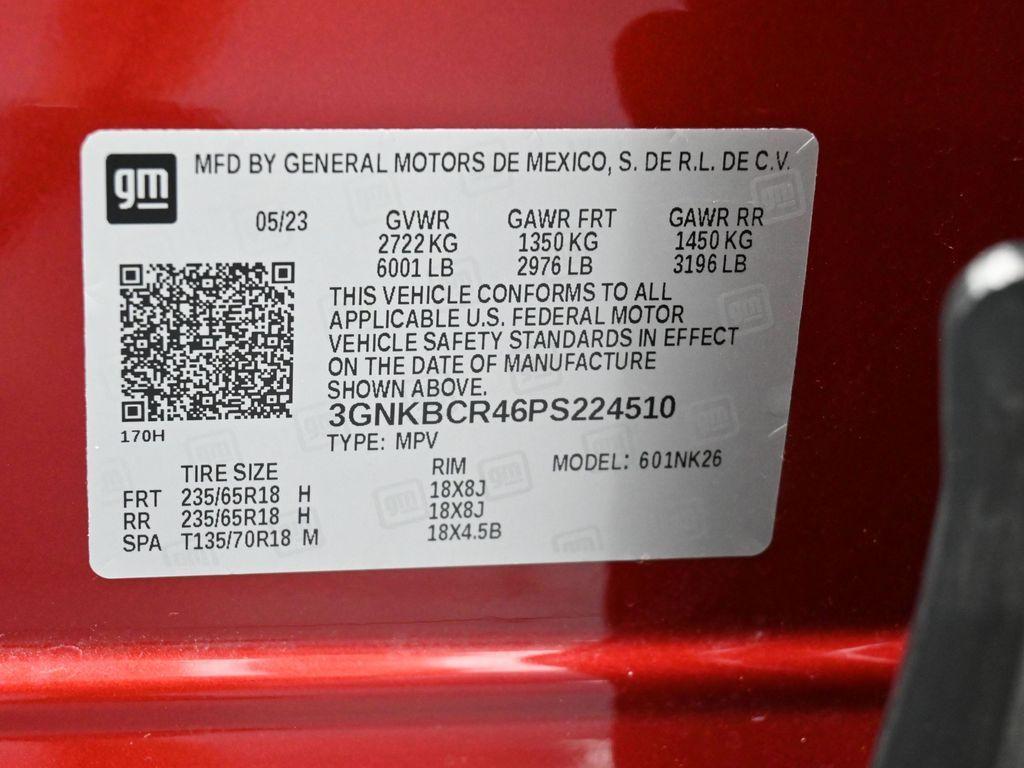 gm
MFD BY GENERAL MOTORS DE MEXICO, S. DE R.L. DE C.V.
05/23 GVWR GAWR FRT GAWR RR
2722 KG 1350 KG 1450 KG
6001 LB 2976 LB 3196 LB
THIS VEHICLE CONFORMS TO ALL
APPLICABLE U.S. FEDERAL MOTOR
VEHICLE SAFETY STANDARDS IN EFFECT
ON THE DATE OF MANUFACTURE
SHOWN ABOVE.
3GNKBCR46PS224510
170H
TYPE: MPV
TIRE SIZE RIM MODEL: 601NK26
FRT 235/65R18 H 18X8J
RR 235/65R18 H 18X8J
SPA T135/70R18 M 18X4.5B